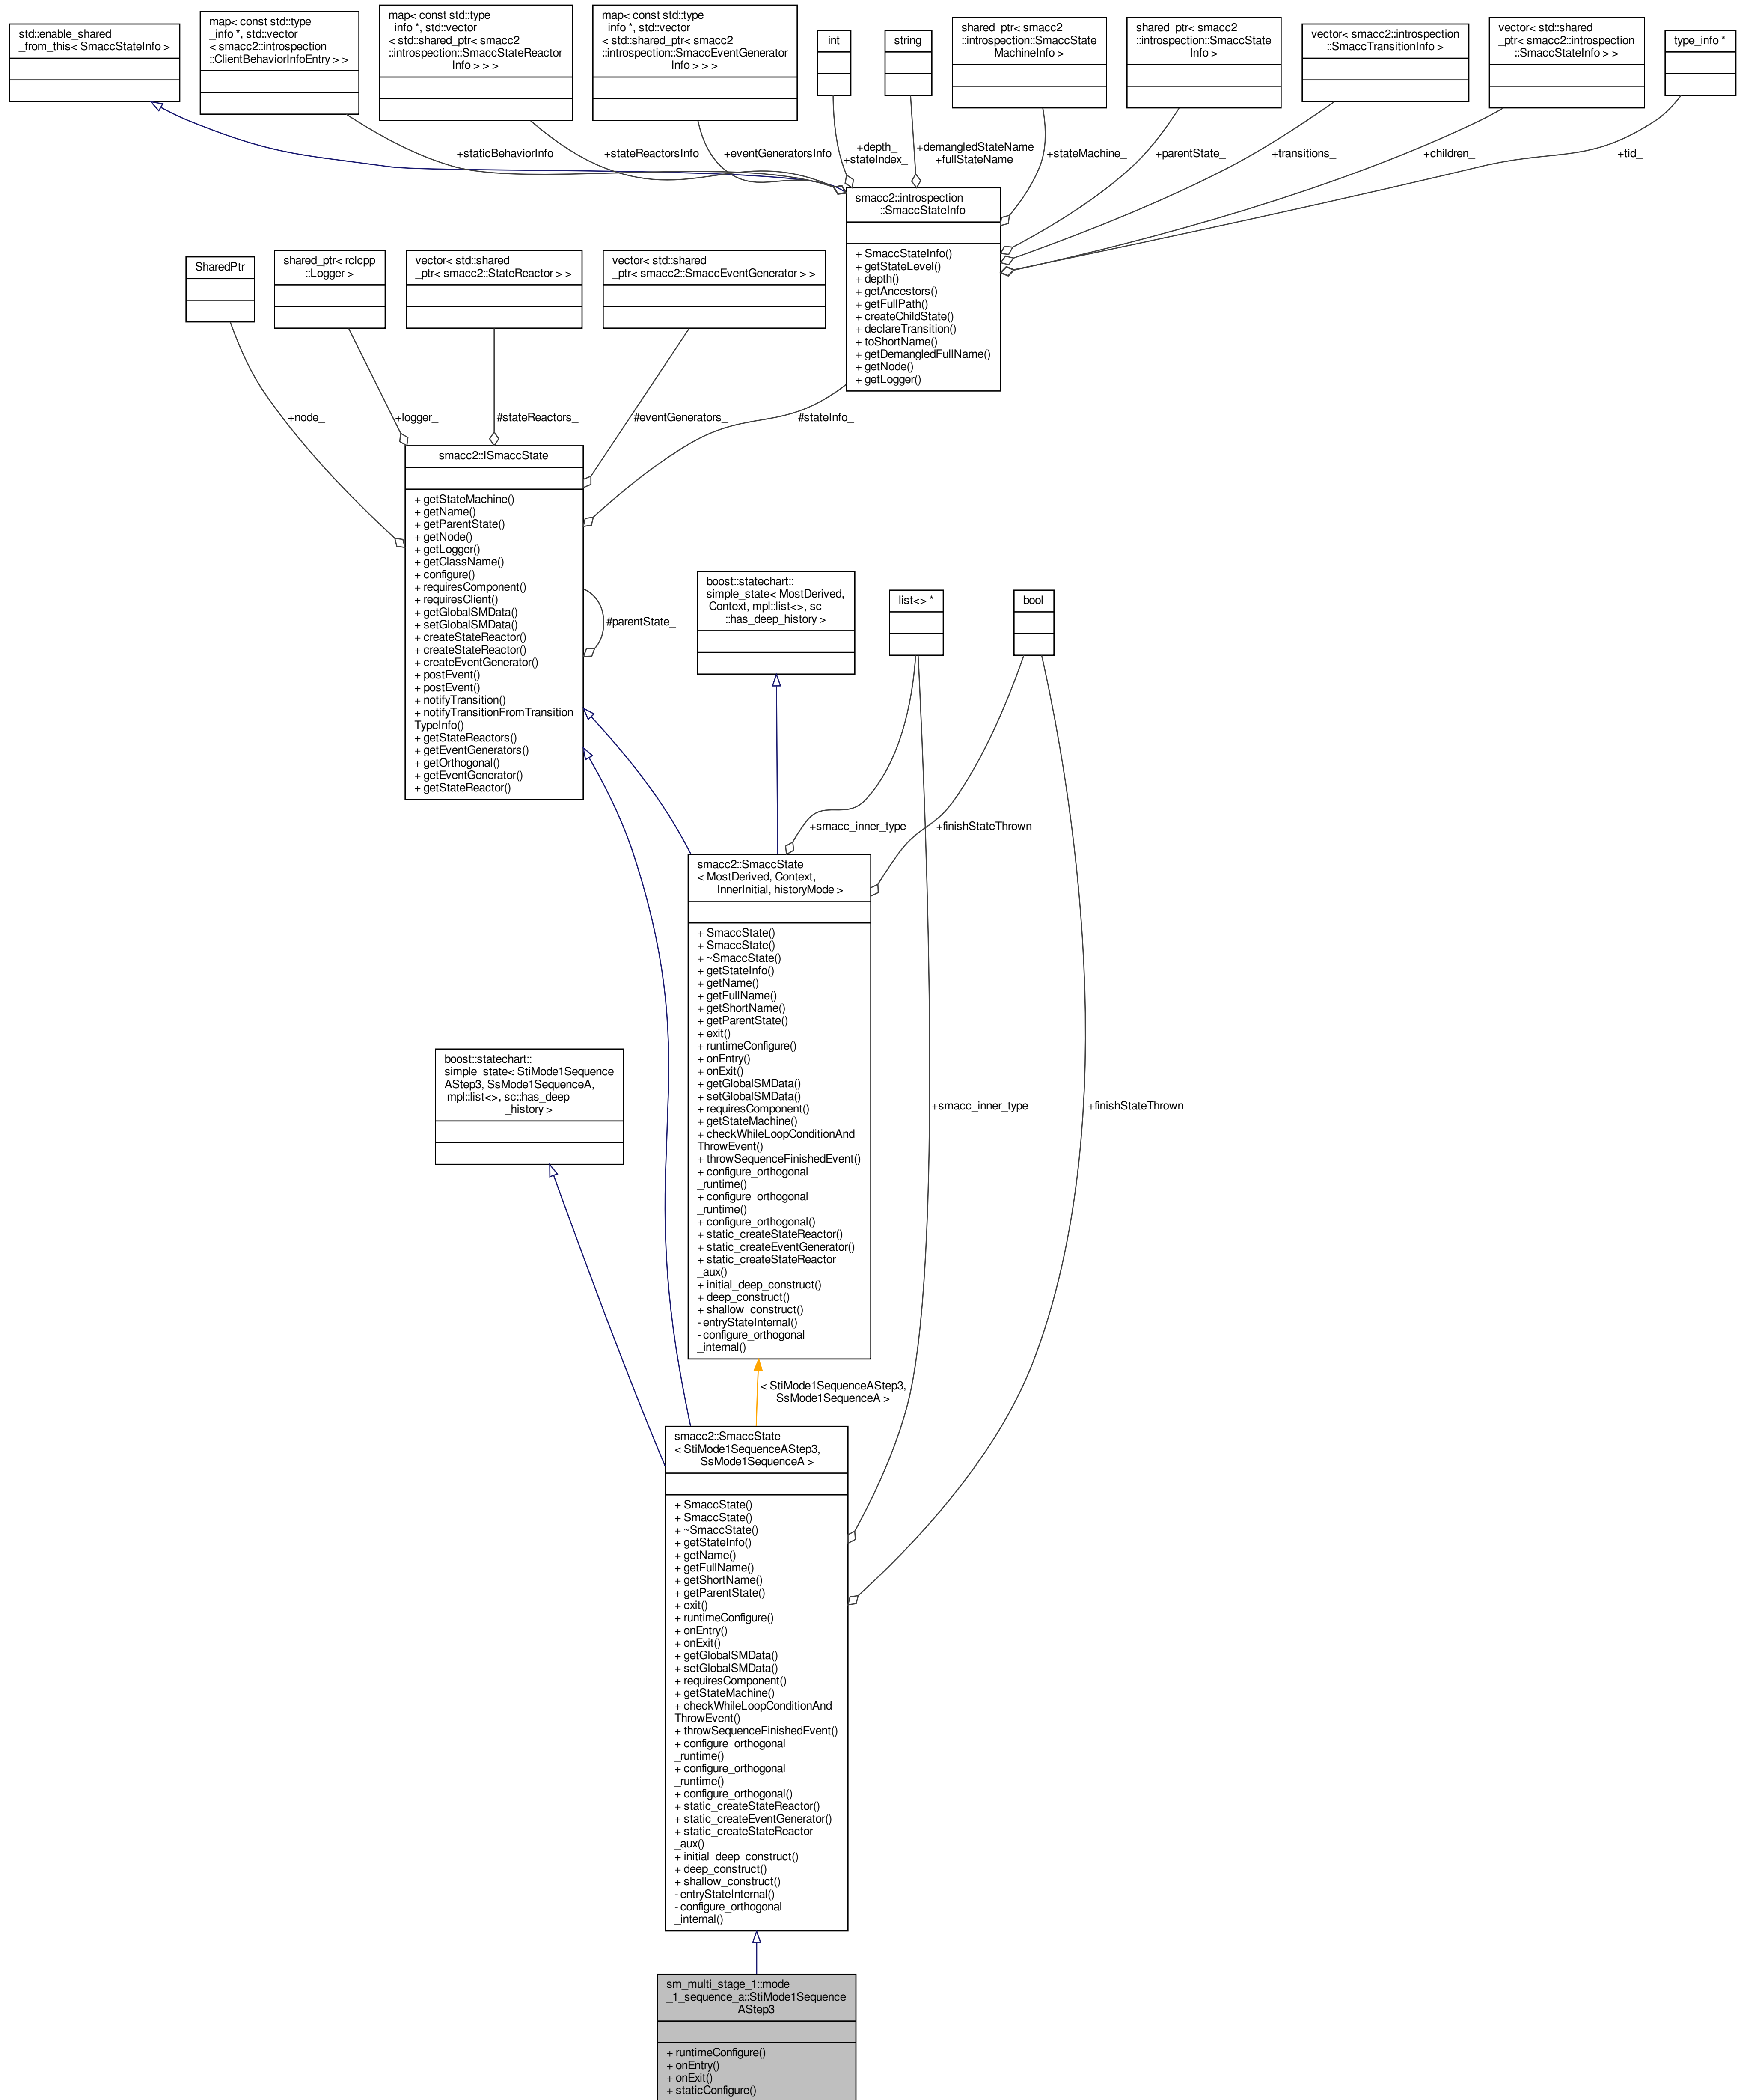 std::enable_shared
_from_this< SmaccStateInfo >
map< const std::type
_info *, std::vector
< smacc2::introspection
::ClientBehaviorInfoEntry > >
map< const std::type
_info *, std::vector
< std::shared_ptr< smacc2
::introspection::SmaccStateReactor
Info > > >
map< const std::type
_info *, std::vector
< std::shared_ptr< smacc2
::introspection::SmaccEventGenerator
Info > > >
int
string
shared_ptr< smacc2
::introspection::SmaccState
MachineInfo >
shared_ptr< smacc2
::introspection::SmaccState
Info >
vector< smacc2::introspection
::SmaccTransitionInfo >
vector< std::shared
_ptr< smacc2::introspection
::SmaccStateInfo > >
type_info *
+staticBehaviorInfo
+stateReactorsInfo
+eventGeneratorsInfo
+depth_
+stateIndex_
+demangledStateName
+fullStateName
+stateMachine_
+parentState_
+transitions_
+children_
+tid_
smacc2::introspection
::SmaccStateInfo
+ SmaccStateInfo()
+ getStateLevel()
+ depth()
+ getAncestors()
+ getFullPath()
+ createChildState()
+ declareTransition()
+ toShortName()
+ getDemangledFullName()
+ getNode()
+ getLogger()
SharedPtr
shared_ptr< rclcpp
::Logger >
vector< std::shared
_ptr< smacc2::StateReactor > >
vector< std::shared
_ptr< smacc2::SmaccEventGenerator > >
+node_
+logger_
#stateReactors_
#eventGenerators_
#stateInfo_
smacc2::ISmaccState
+ getStateMachine()
+ getName()
+ getParentState()
+ getNode()
+ getLogger()
+ getClassName()
+ configure()
+ requiresComponent()
+ requiresClient()
+ getGlobalSMData()
+ setGlobalSMData()
+ createStateReactor()
+ createStateReactor()
+ createEventGenerator()
+ postEvent()
+ postEvent()
+ notifyTransition()
+ notifyTransitionFromTransition
TypeInfo()
+ getStateReactors()
+ getEventGenerators()
+ getOrthogonal()
+ getEventGenerator()
+ getStateReactor()
#parentState_
boost::statechart::
simple_state< MostDerived,
Context, mpl::list<>, sc
::has_deep_history >
list<> *
bool
+smacc_inner_type
+finishStateThrown
smacc2::SmaccState
< MostDerived, Context,
InnerInitial, historyMode >
+ SmaccState()
+ SmaccState()
+ ~SmaccState()
+ getStateInfo()
+ getName()
+ getFullName()
+ getShortName()
+ getParentState()
+ exit()
+ runtimeConfigure()
+ onEntry()
+ onExit()
+ getGlobalSMData()
+ setGlobalSMData()
+ requiresComponent()
+ getStateMachine()
+ checkWhileLoopConditionAnd
ThrowEvent()
+ throwSequenceFinishedEvent()
+ configure_orthogonal
_runtime()
+ configure_orthogonal
_runtime()
+ configure_orthogonal()
+ static_createStateReactor()
+ static_createEventGenerator()
+ static_createStateReactor
_aux()
+ initial_deep_construct()
+ deep_construct()
+ shallow_construct()
- entryStateInternal()
- configure_orthogonal
_internal()
boost::statechart::
simple_state< StiMode1Sequence
AStep3, SsMode1SequenceA,
mpl::list<>, sc::has_deep
_history >
+smacc_inner_type
+finishStateThrown
< StiMode1SequenceAStep3,
SsMode1SequenceA >
smacc2::SmaccState
< StiMode1SequenceAStep3,
SsMode1SequenceA >
+ SmaccState()
+ SmaccState()
+ ~SmaccState()
+ getStateInfo()
+ getName()
+ getFullName()
+ getShortName()
+ getParentState()
+ exit()
+ runtimeConfigure()
+ onEntry()
+ onExit()
+ getGlobalSMData()
+ setGlobalSMData()
+ requiresComponent()
+ getStateMachine()
+ checkWhileLoopConditionAnd
ThrowEvent()
+ throwSequenceFinishedEvent()
+ configure_orthogonal
_runtime()
+ configure_orthogonal
_runtime()
+ configure_orthogonal()
+ static_createStateReactor()
+ static_createEventGenerator()
+ static_createStateReactor
_aux()
+ initial_deep_construct()
+ deep_construct()
+ shallow_construct()
- entryStateInternal()
- configure_orthogonal
_internal()
sm_multi_stage_1::mode
_1_sequence_a::StiMode1Sequence
AStep3
+ runtimeConfigure()
+ onEntry()
+ onExit()
+ staticConfigure()